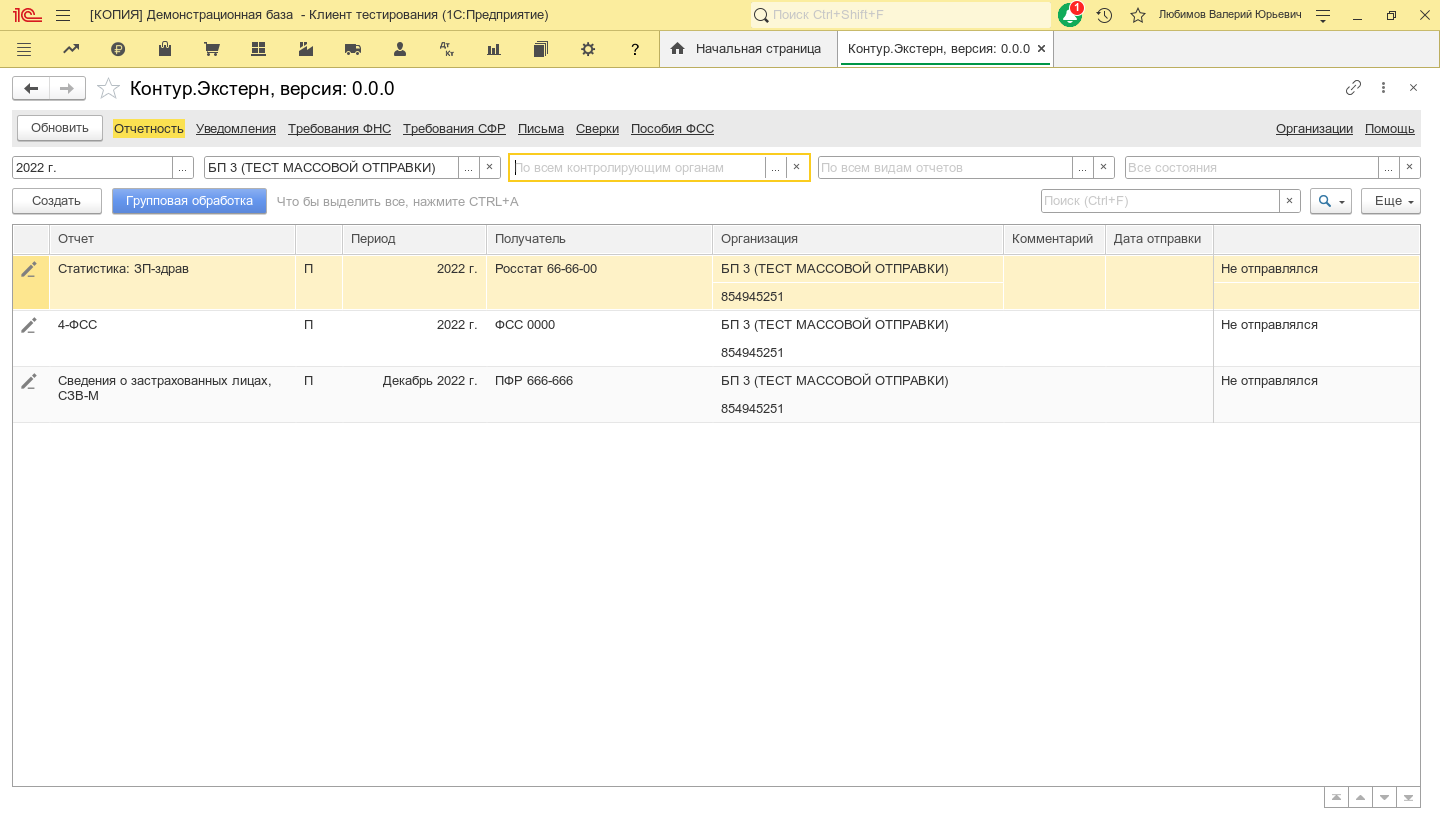 [КОПИЯ] Демонстрационная база - Клиент тестирования (1С:Предприятие)
Поиск Ctrl+Shift+F
1
Любимов Валерий Юрьевич
Дт Кт
?
Начальная страница
Контур.Экстерн, версия: 0.0.0
Контур.Экстерн, версия: 0.0.0
Обновить Отчетность Уведомления Требования ФНС Требования СФР Письма Сверки Пособия ФСС Организации Помощь
2022 г. ... БП 3 (ТЕСТ МАССОВОЙ ОТПРАВКИ) ... × По всем контролирующим органам ... × По всем видам отчетов ... × Все состояния ... ×
Создать Групповая обработка Что бы выделить все, нажмите CTRL+A Поиск (Ctrl+F) × Еще
Отчет Период Получатель Организация Комментарий Дата отправки
Статистика: ЗП-здрав П 2022 г. Росстат 66-66-00 БП 3 (ТЕСТ МАССОВОЙ ОТПРАВКИ) Не отправлялся
854945251
4-ФСС П 2022 г. ФСС 0000 БП 3 (ТЕСТ МАССОВОЙ ОТПРАВКИ) Не отправлялся
854945251
Сведения о застрахованных лицах, П Декабрь 2022 г. ПФР 666-666 БП 3 (ТЕСТ МАССОВОЙ ОТПРАВКИ) Не отправлялся
СЗВ-М
854945251